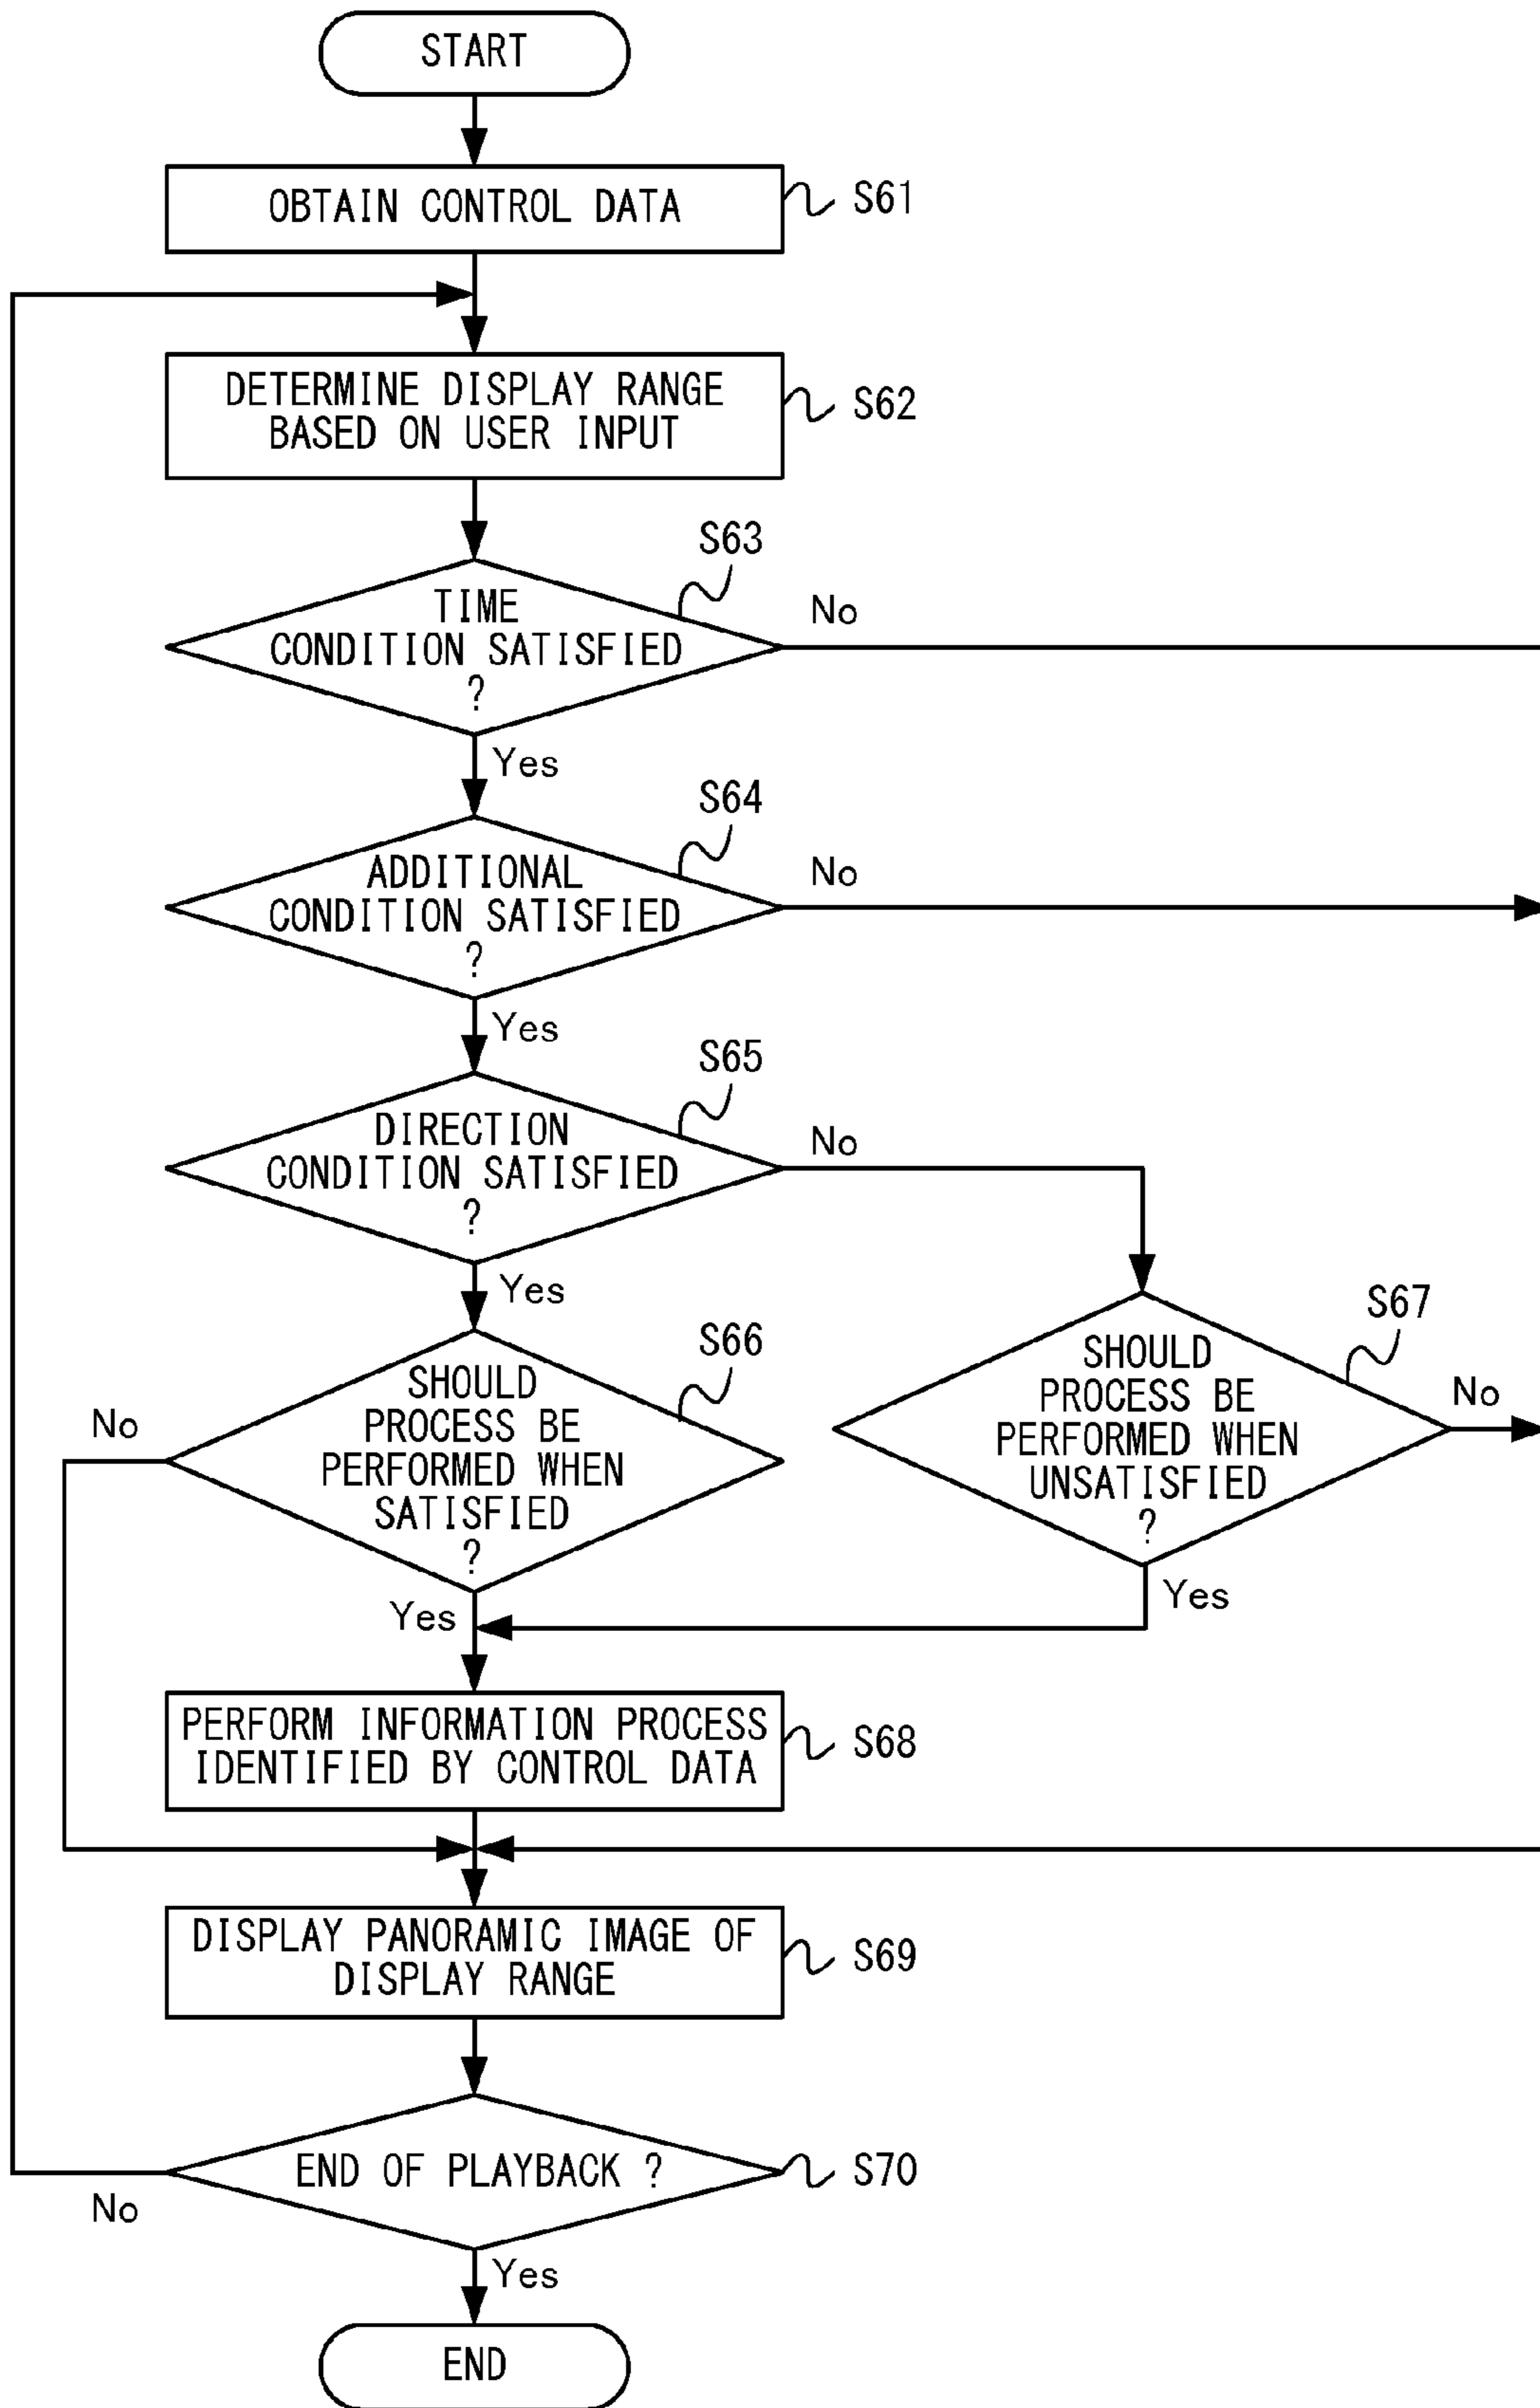 START
OBTAIN CONTROL DATA
S61
DETERMINE DISPLAY RANGE
BASED ON USER INPUT
S62
S63
TIME
CONDITION SATISFIED
?
No
Yes
S64
ADDITIONAL
CONDITION SATISFIED
?
No
Yes
S65
DIRECTION
CONDITION SATISFIED
?
No
Yes
S66
SHOULD
PROCESS BE
PERFORMED WHEN
SATISFIED
?
No
Yes
S67
SHOULD
PROCESS BE
PERFORMED WHEN
UNSATISFIED
?
No
Yes
PERFORM INFORMATION PROCESS
IDENTIFIED BY CONTROL DATA
S68
DISPLAY PANORAMIC IMAGE OF
DISPLAY RANGE
S69
END OF PLAYBACK ?
S70
No
Yes
END